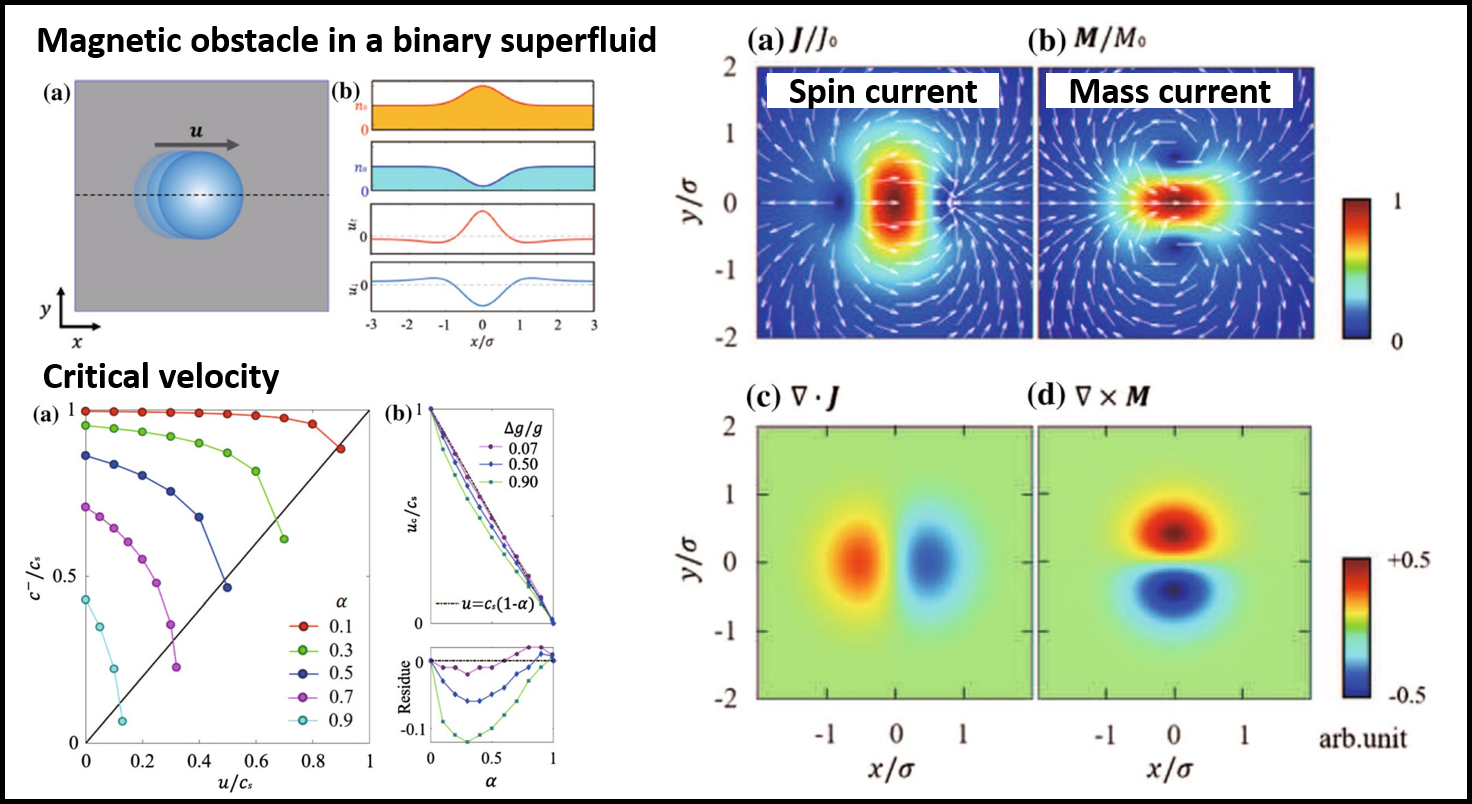 Magnetic obstacle in a binary superfluid
(a)
u
y
x
(b)
n₀
0
n₀
0
u↑
0
u↓
0
-3 -2 -1 0 1 2 3
x/σ
Critical velocity
(a)
1
0.5
0
c⁻/cₛ
α
0.1
0.3
0.5
0.7
0.9
0 0.2 0.4 0.6 0.8 1
u/cₛ
(b)
1
Δg/g
0.07
0.50
0.90
u_c/cₛ
u=cₛ(1-α)
0
0
Residue
-0.1
0 0.5 1
α
(a) J/J₀
(b) M/M₀
Spin current
Mass current
2
1
0
-1
-2
y/σ
1
0
(c) ∇ · J
(d) ∇ × M
2
1
0
-1
-2
y/σ
+0.5
-0.5
-1 0 1
-1 0 1
arb.unit
x/σ
x/σ